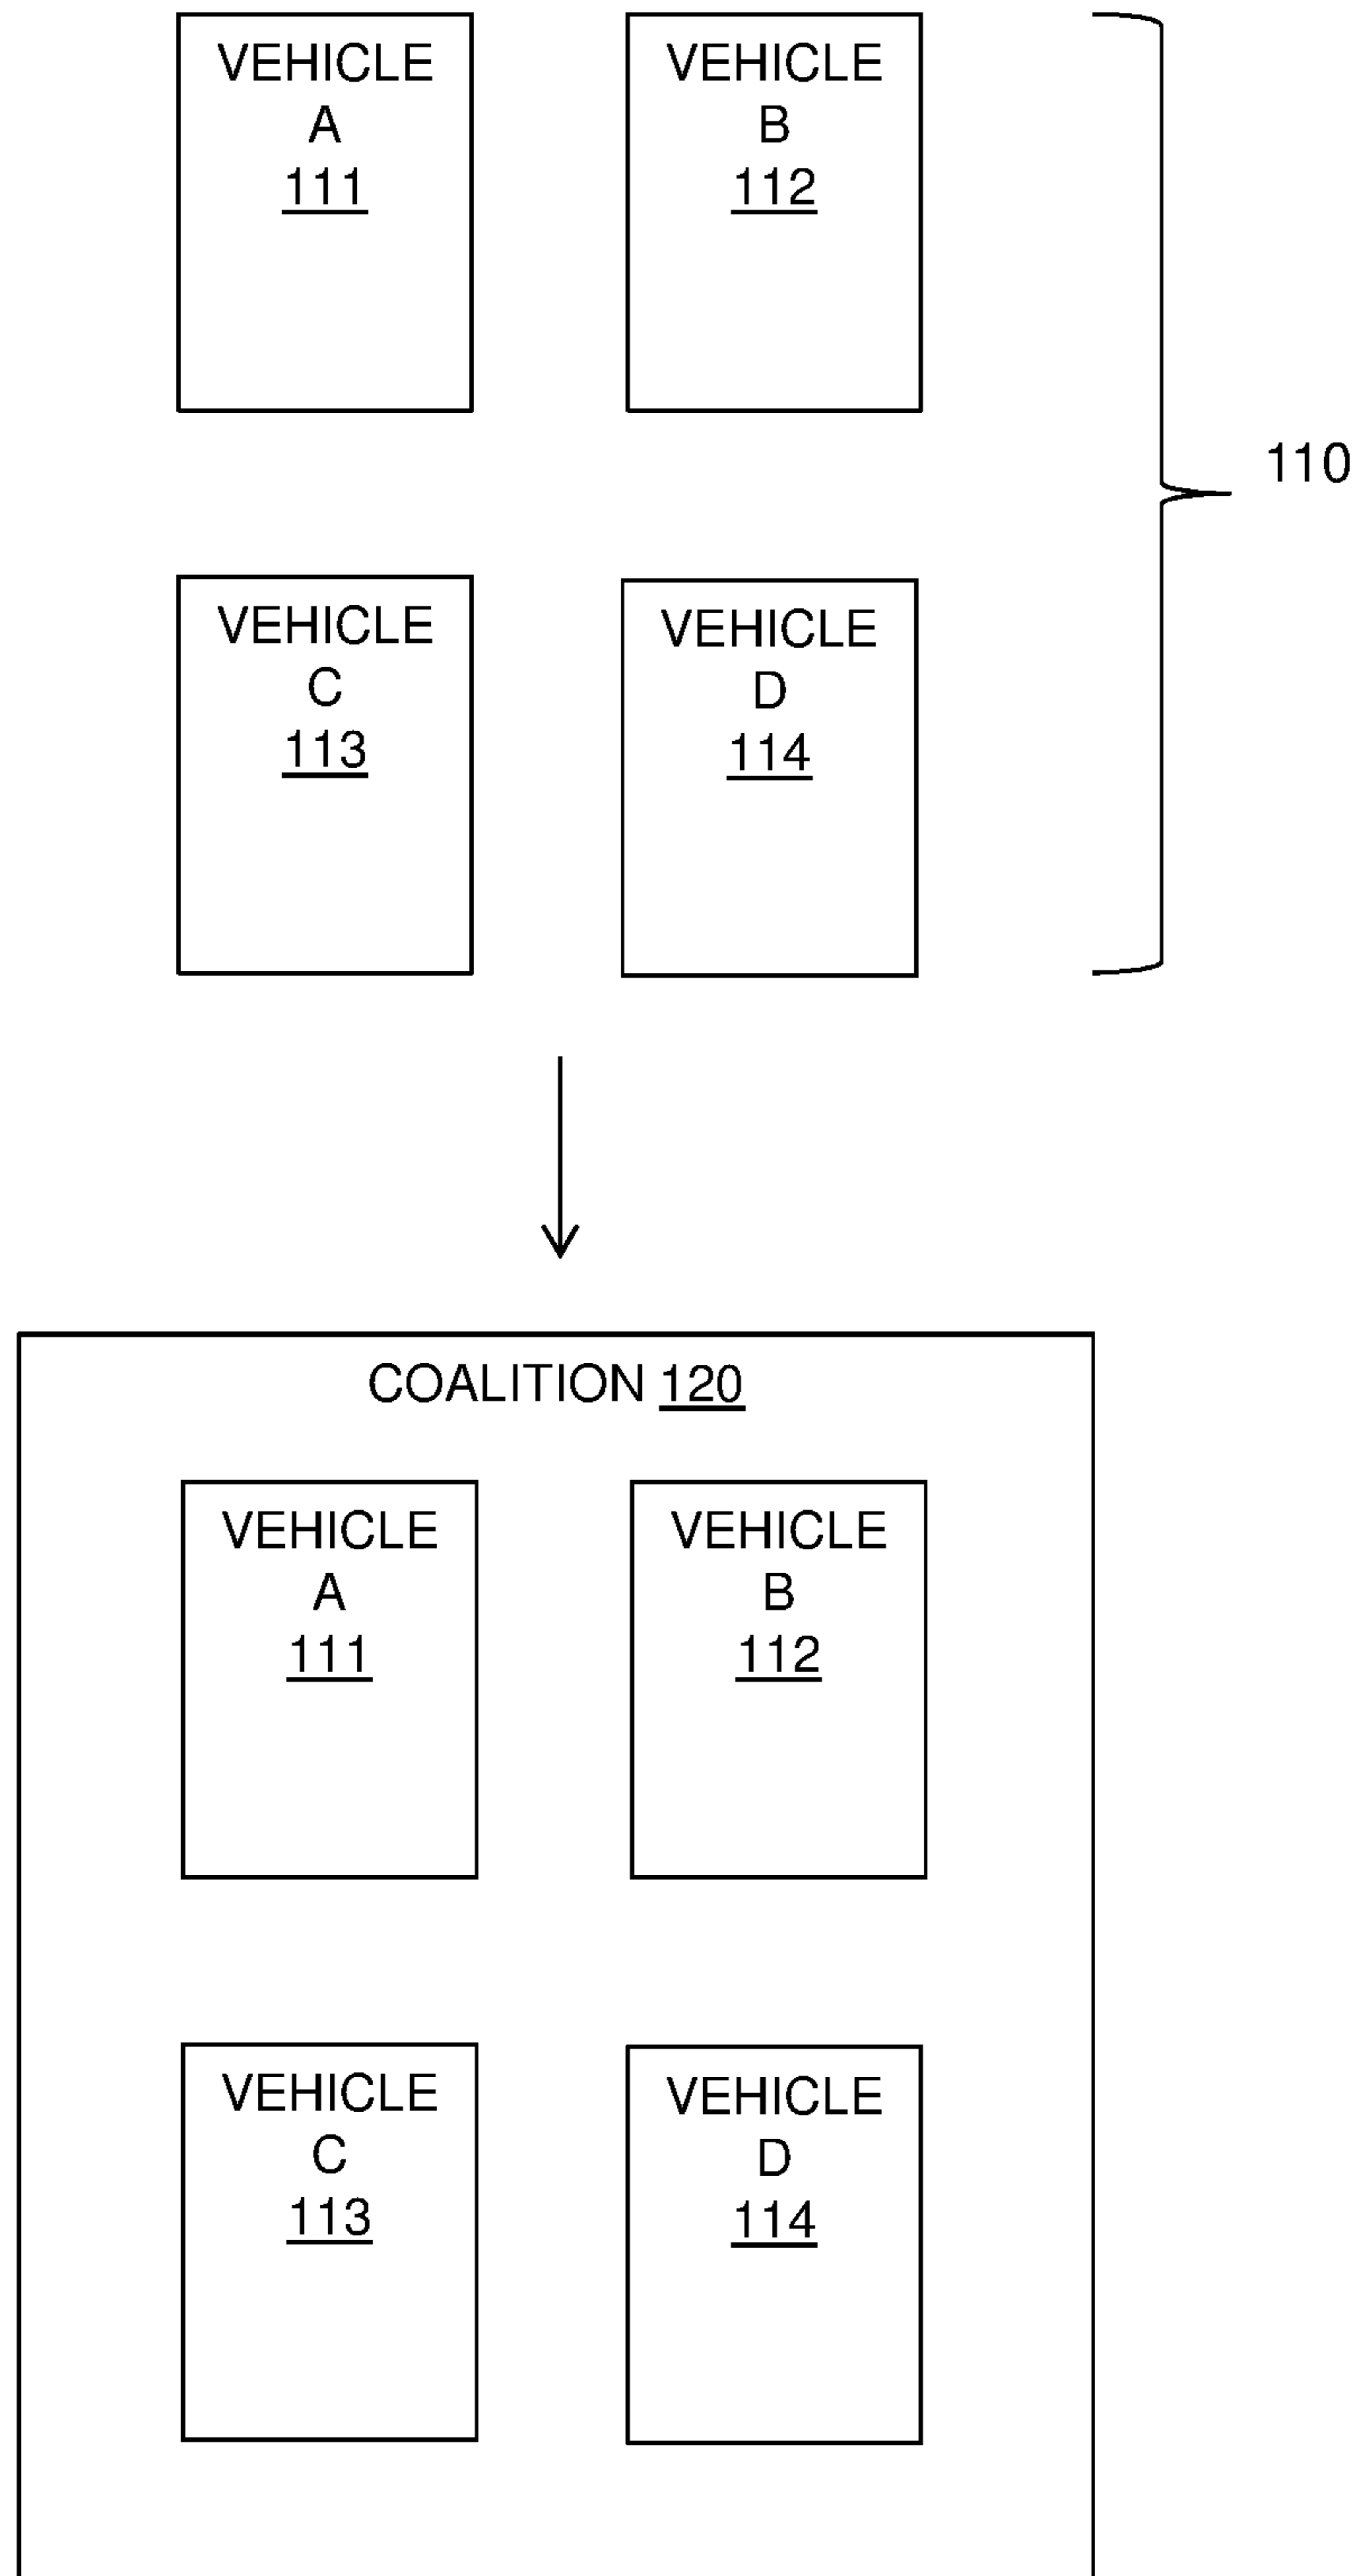 VEHICLE
A
111
VEHICLE
B
112
110
VEHICLE
C
113
VEHICLE
D
114
COALITION 120
VEHICLE
A
111
VEHICLE
B
112
VEHICLE
C
113
VEHICLE
D
114